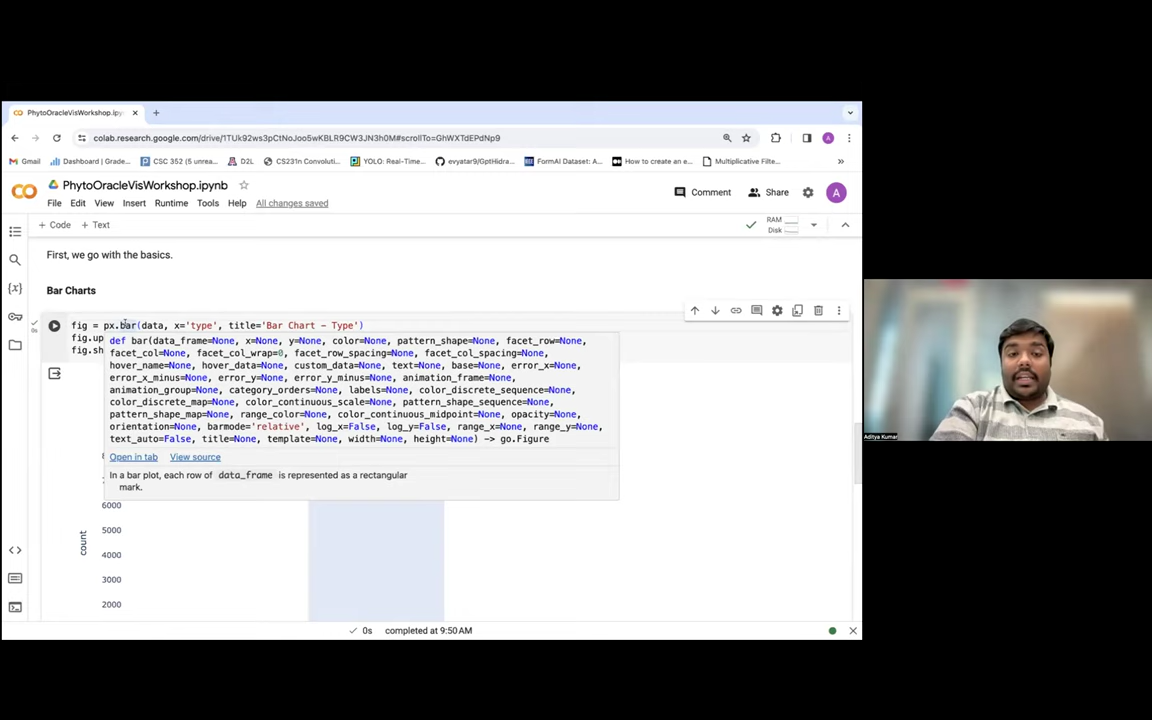 PhytoOracleVisWorkshop.ipy
colab.research.google.com/drive/1TUk92ws3pCtNoJoo5wKBLR9CW3JN3h0M#scrollTo=GhWXTdEPdNp9
A
Gmail
Dashboard | Grade...
CSC 352 (5 unrea...
D2L
CS231n Convoluti...
YOLO: Real-Time...
evyatar9/GptHidra...
FormAI Dataset: A...
How to create an e...
Multiplicative Filte...
»
PhytoOracleVisWorkshop.ipynb
Comment
Share
A
File Edit View Insert Runtime Tools Help All changes saved
+ Code + Text
RAM
Disk
First, we go with the basics.
Bar Charts
fig = px.bar(data, x='type', title='Bar Chart - Type')
fig.up
fig.sh
0s
def bar(data_frame=None, x=None, y=None, color=None, pattern_shape=None, facet_row=None,
facet_col=None, facet_col_wrap=0, facet_row_spacing=None, facet_col_spacing=None,
hover_name=None, hover_data=None, custom_data=None, text=None, base=None, error_x=None,
error_x_minus=None, error_y=None, error_y_minus=None, animation_frame=None,
animation_group=None, category_orders=None, labels=None, color_discrete_sequence=None,
color_discrete_map=None, color_continuous_scale=None, pattern_shape_sequence=None,
pattern_shape_map=None, range_color=None, color_continuous_midpoint=None, opacity=None,
orientation=None, barmode='relative', log_x=False, log_y=False, range_x=None, range_y=None,
text_auto=False, title=None, template=None, width=None, height=None) -> go.Figure
Open in tab View source
In a bar plot, each row of data_frame is represented as a rectangular
mark.
6000
5000
4000
3000
2000
count
0s completed at 9:50 AM
Aditya Kumar